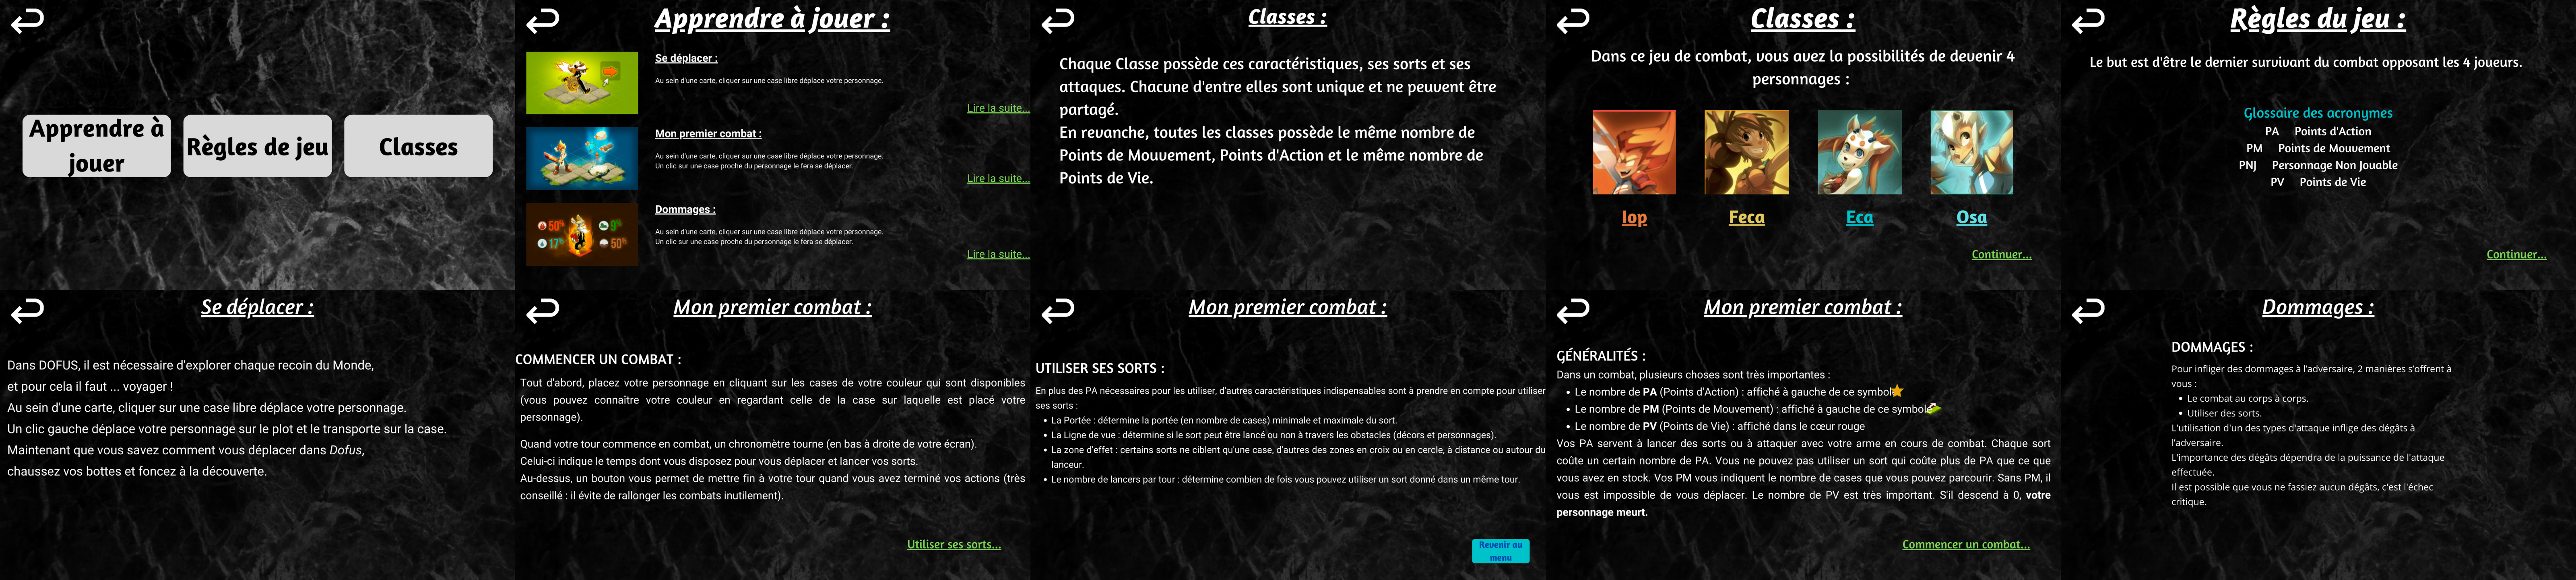 Apprendre à
jouer
Règles de jeu
Classes
Apprendre à jouer :
Se déplacer :
Au sein d'une carte, cliquer sur une case libre déplace votre personnage.
Lire la suite...
Mon premier combat :
Au sein d'une carte, cliquer sur une case libre déplace votre personnage.
Un clic sur une case proche du personnage le fera se déplacer.
Lire la suite...
50%
9%
17%
50%
Dommages :
Au sein d'une carte, cliquer sur une case libre déplace votre personnage.
Un clic sur une case proche du personnage le fera se déplacer.
Lire la suite...
Classes :
Chaque Classe possède ces caractéristiques, ses sorts et ses
attaques. Chacune d'entre elles sont unique et ne peuvent être
partagé.
En revanche, toutes les classes possède le même nombre de
Points de Mouvement, Points d'Action et le même nombre de
Points de Vie.
Classes :
Dans ce jeu de combat, vous avez la possibilités de devenir 4
personnages :
Iop
Feca
Eca
Osa
Continuer...
Règles du jeu :
Le but est d'être le dernier survivant du combat opposant les 4 joueurs.
Glossaire des acronymes
PA Points d'Action
PM Points de Mouvement
PNJ Personnage Non Jouable
PV Points de Vie
Continuer...
Se déplacer :
Dans DOFUS, il est nécessaire d'explorer chaque recoin du Monde,
et pour cela il faut ... voyager !
Au sein d'une carte, cliquer sur une case libre déplace votre personnage.
Un clic gauche déplace votre personnage sur le plot et le transporte sur la case.
Maintenant que vous savez comment vous déplacer dans Dofus,
chaussez vos bottes et foncez à la découverte.
Mon premier combat :
COMMENCER UN COMBAT :
Tout d'abord, placez votre personnage en cliquant sur les cases de votre couleur qui sont disponibles
(vous pouvez connaître votre couleur en regardant celle de la case sur laquelle est placé votre
personnage).
Quand votre tour commence en combat, un chronomètre tourne (en bas à droite de votre écran).
Celui-ci indique le temps dont vous disposez pour vous déplacer et lancer vos sorts.
Au-dessus, un bouton vous permet de mettre fin à votre tour quand vous avez terminé vos actions (très
conseillé : il évite de rallonger les combats inutilement).
Utiliser ses sorts...
Mon premier combat :
UTILISER SES SORTS :
En plus des PA nécessaires pour les utiliser, d'autres caractéristiques indispensables sont à prendre en compte pour utiliser
ses sorts :
• La Portée : détermine la portée (en nombre de cases) minimale et maximale du sort.
• La Ligne de vue : détermine si le sort peut être lancé ou non à travers les obstacles (décors et personnages).
• La zone d'effet : certains sorts ne ciblent qu'une case, d'autres des zones en croix ou en cercle, à distance ou autour du
lanceur.
• Le nombre de lancers par tour : détermine combien de fois vous pouvez utiliser un sort donné dans un même tour.
Revenir au
menu
Mon premier combat :
GÉNÉRALITÉS :
Dans un combat, plusieurs choses sont très importantes :
• Le nombre de PA (Points d'Action) : affiché à gauche de ce symbole
• Le nombre de PM (Points de Mouvement) : affiché à gauche de ce symbole
• Le nombre de PV (Points de Vie) : affiché dans le cœur rouge
Vos PA servent à lancer des sorts ou à attaquer avec votre arme en cours de combat. Chaque sort
coûte un certain nombre de PA. Vous ne pouvez pas utiliser un sort qui coûte plus de PA que ce que
vous avez en stock. Vos PM vous indiquent le nombre de cases que vous pouvez parcourir. Sans PM, il
vous est impossible de vous déplacer. Le nombre de PV est très important. S'il descend à 0, votre
personnage meurt.
Commencer un combat...
Dommages :
DOMMAGES :
Pour infliger des dommages à l'adversaire, 2 manières s'offrent à
vous :
• Le combat au corps à corps.
• Utiliser des sorts.
L'utilisation d'un des types d'attaque inflige des dégâts à
l'adversaire.
L'importance des dégâts dépendra de la puissance de l'attaque
effectuée.
Il est possible que vous ne fassiez aucun dégâts, c'est l'échec
critique.